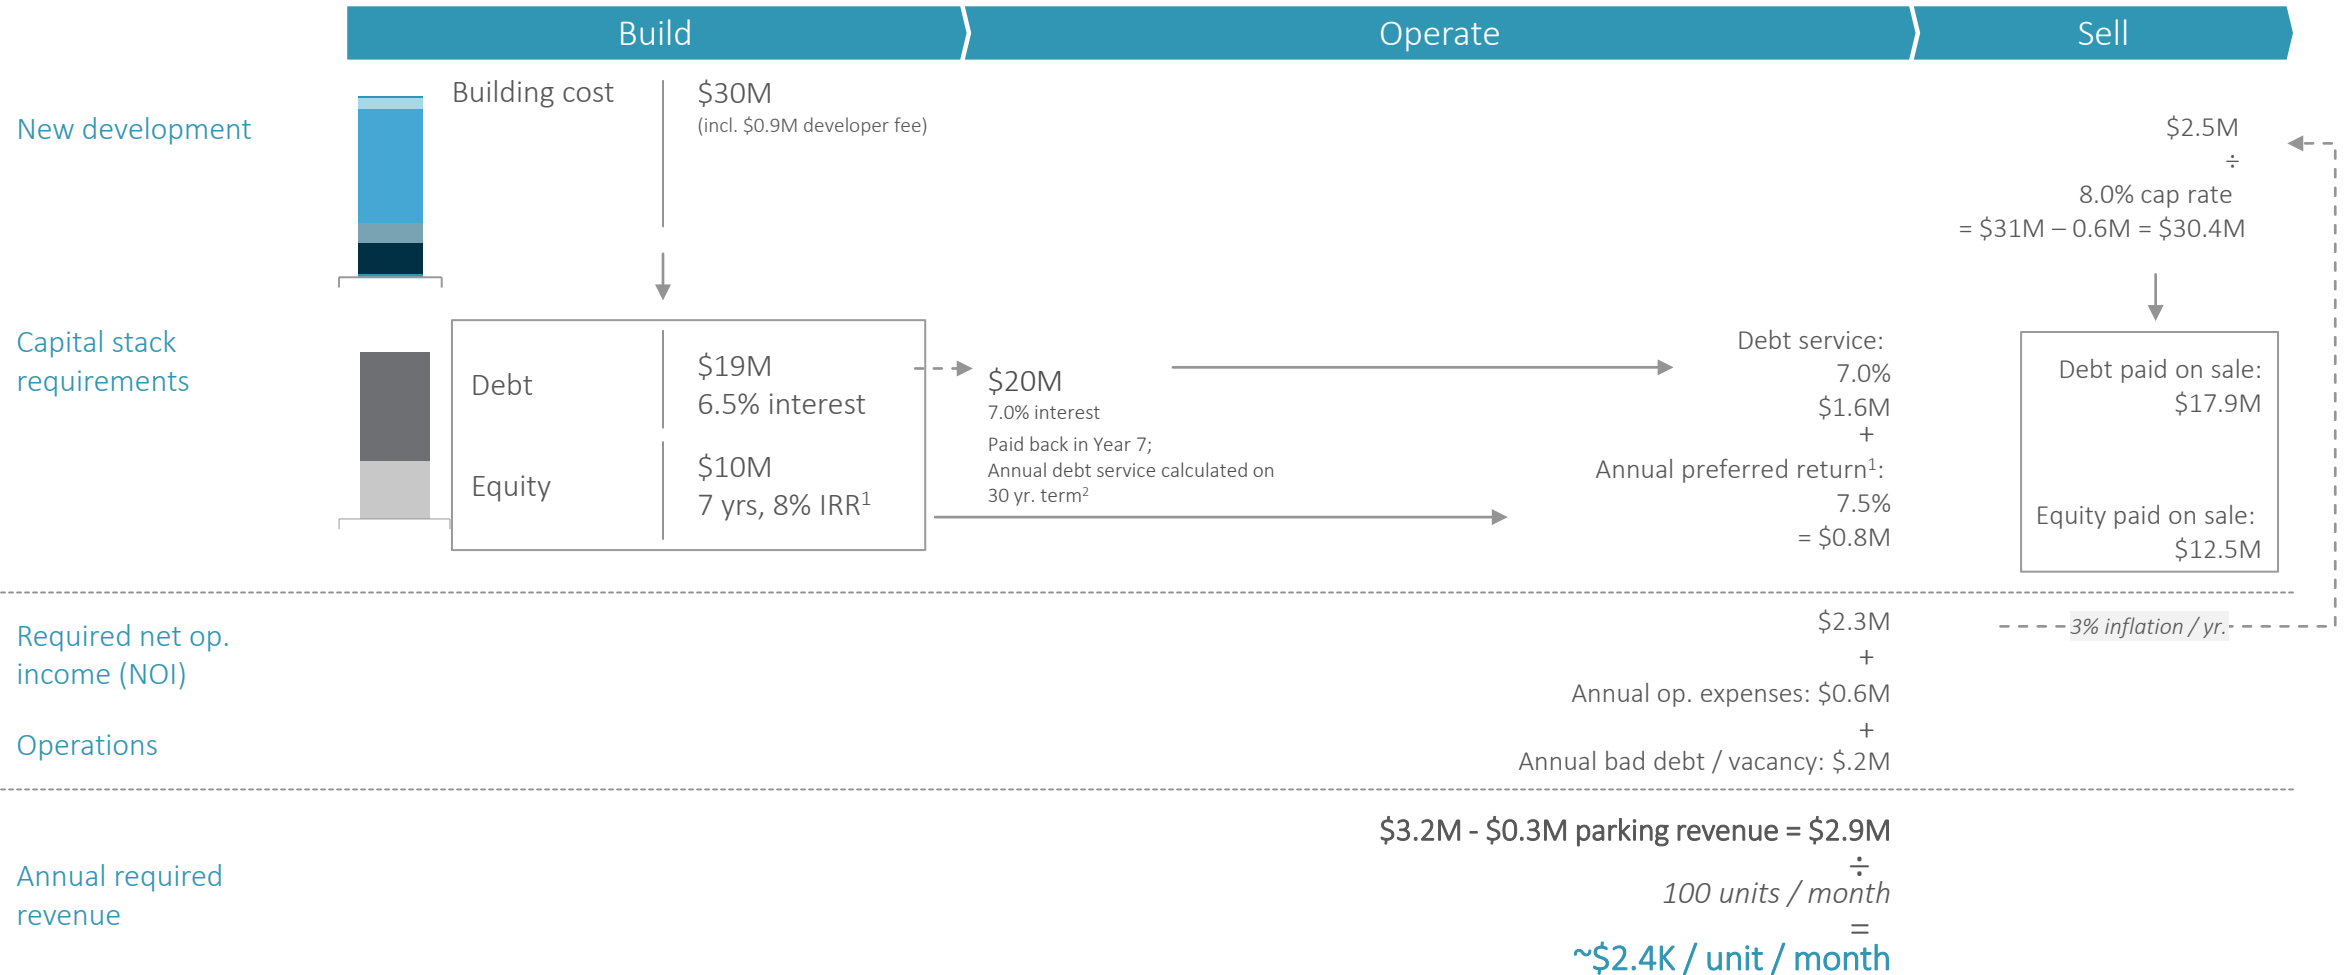 Build
Operate
Sell
New development
Building cost
$30M
(incl. $0.9M developer fee)
$2.5M
÷
8.0% cap rate
= $31M – 0.6M = $30.4M
Capital stack
requirements
Debt
$19M
6.5% interest
Equity
$10M
7 yrs, 8% IRR¹
$20M
7.0% interest
Paid back in Year 7;
Annual debt service calculated on
30 yr. term²
Debt service:
7.0%
$1.6M
+
Annual preferred return¹:
7.5%
= $0.8M
Debt paid on sale:
$17.9M
Equity paid on sale:
$12.5M
Required net op.
income (NOI)
$2.3M
3% inflation / yr.
+
Annual op. expenses: $0.6M
+
Operations
Annual bad debt / vacancy: $.2M
Annual required
revenue
$3.2M - $0.3M parking revenue = $2.9M
÷
100 units / month
=
~$2.4K / unit / month